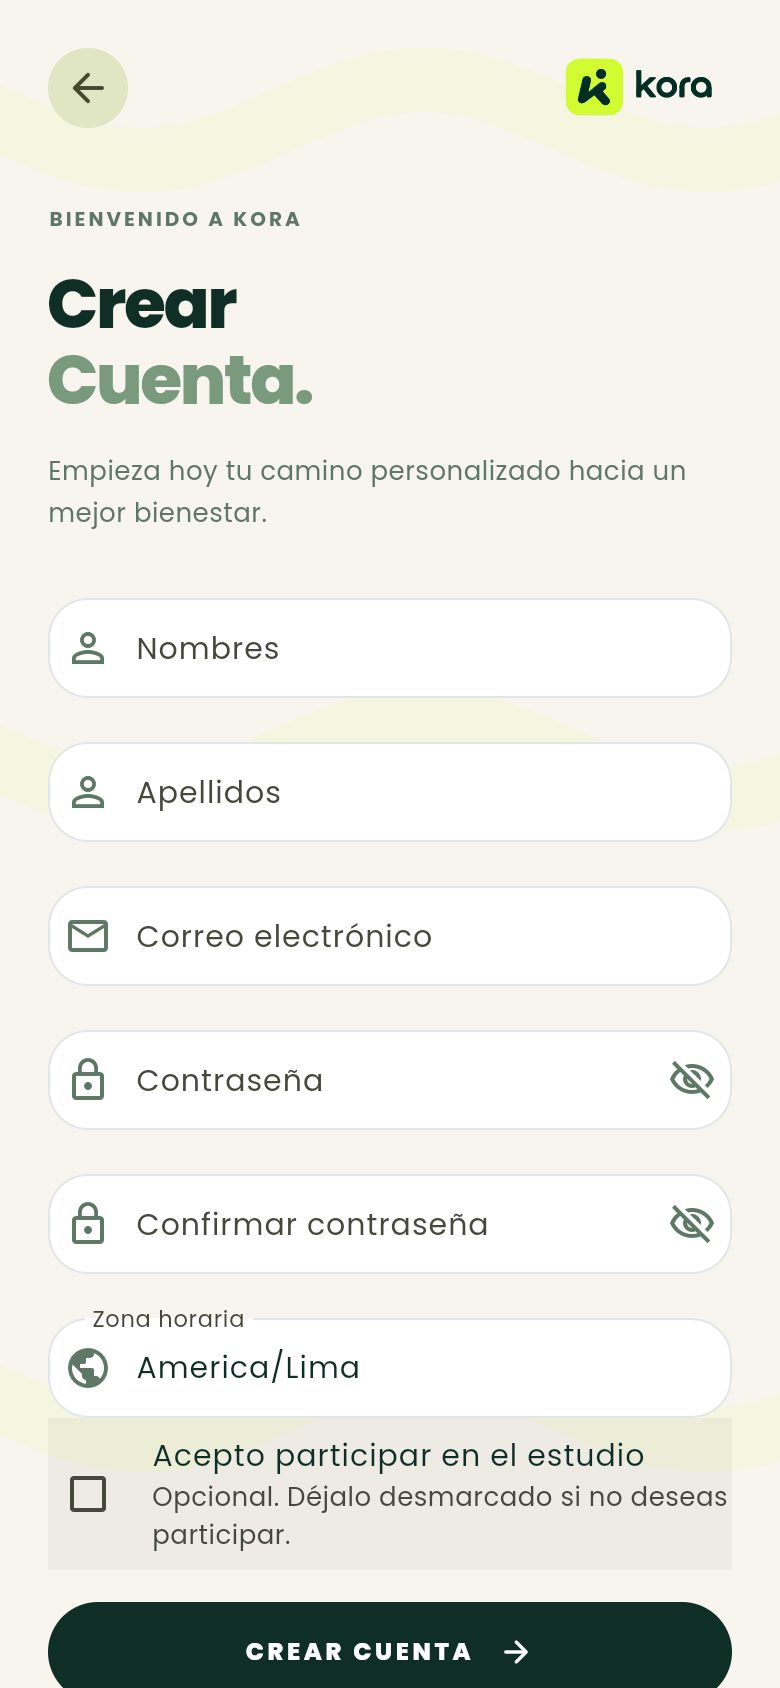 kora
BIENVENIDO A KORA
Crear
Cuenta.
Empieza hoy tu camino personalizado hacia un
mejor bienestar.
Nombres
Apellidos
Correo electrónico
Contraseña
Confirmar contraseña
Zona horaria
America/Lima
Acepto participar en el estudio
Opcional. Déjalo desmarcado si no deseas
participar.
CREAR CUENTA